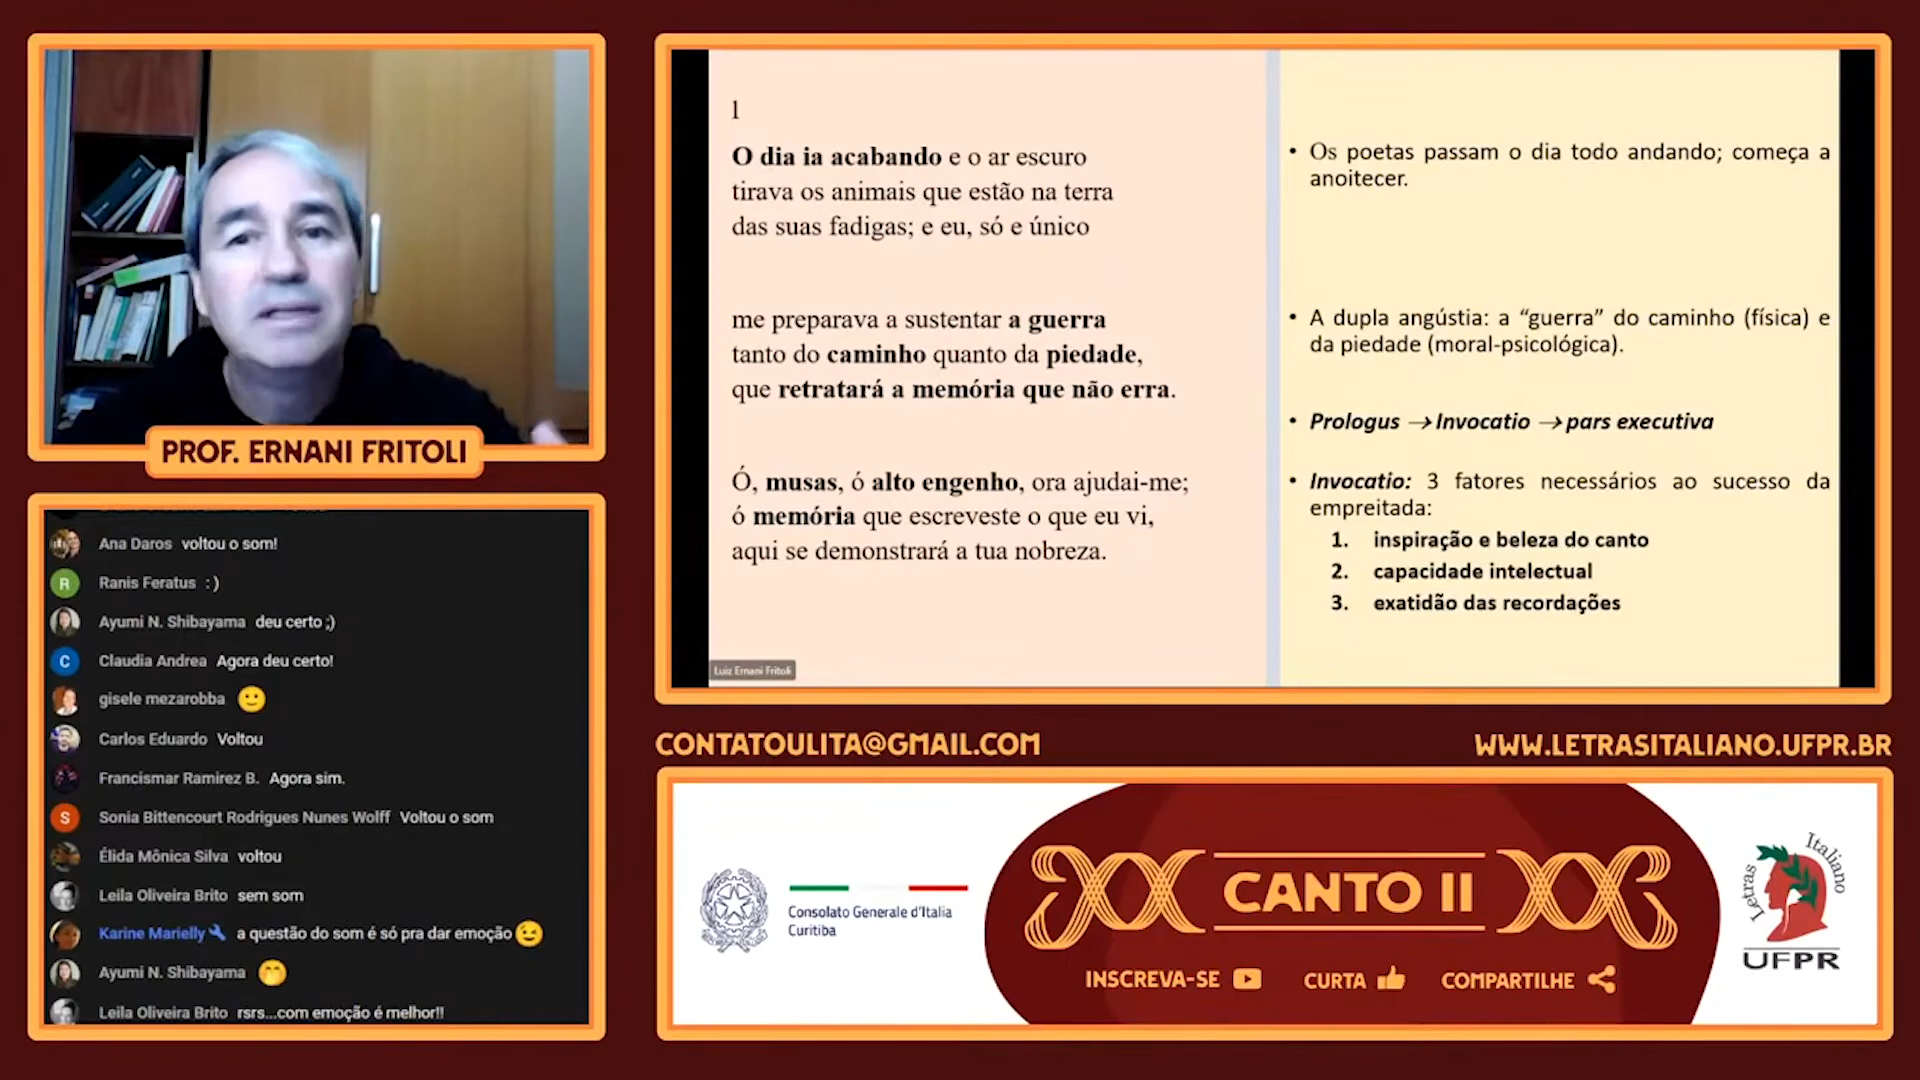 PROF. ERNANI FRITOLI
Ana Daros voltou o som!
R Ranis Feratus : )
Ayumi N. Shibayama deu certo ;)
C Claudia Andrea Agora deu certo!
gisele mezarobba 🙂
Carlos Eduardo Voltou
Francismar Ramirez B. Agora sim.
S Sonia Bittencourt Rodrigues Nunes Wolff Voltou o som
Élida Mônica Silva voltou
Leila Oliveira Brito sem som
Karine Marielly a questão do som é só pra dar emoção 😉
Ayumi N. Shibayama 🤭
Leila Oliveira Brito rsrs...com emoção é melhor!!
1
O dia ia acabando e o ar escuro
tirava os animais que estão na terra
das suas fadigas; e eu, só e único
me preparava a sustentar a guerra
tanto do caminho quanto da piedade,
que retratará a memória que não erra.
Ó, musas, ó alto engenho, ora ajudai-me;
ó memória que escreveste o que eu vi,
aqui se demonstrará a tua nobreza.
Luiz Ernani Fritoli
• Os poetas passam o dia todo andando; começa a
anoitecer.
• A dupla angústia: a “guerra” do caminho (física) e
da piedade (moral-psicológica).
• Prologus → Invocatio → pars executiva
• Invocatio: 3 fatores necessários ao sucesso da
empreitada:
1. inspiração e beleza do canto
2. capacidade intelectual
3. exatidão das recordações
CONTATOULITA@GMAIL.COM
WWW.LETRASITALIANO.UFPR.BR
Consolato Generale d'Italia
Curitiba
CANTO II
INSCREVA-SE
CURTA
COMPARTILHE
Letras Italiano
UFPR